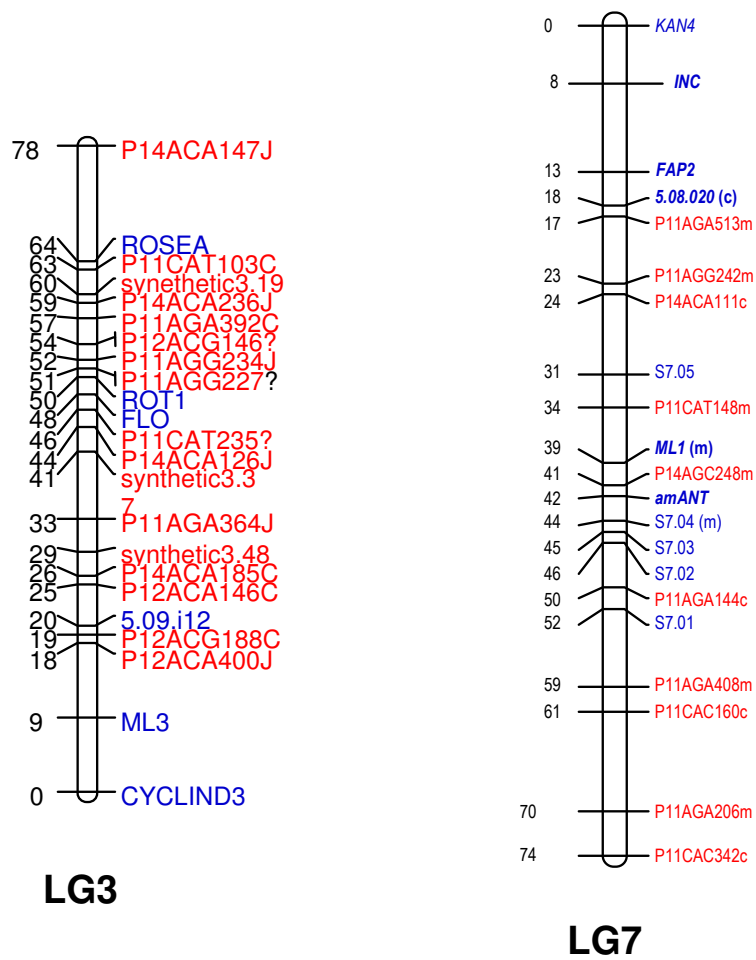 78 P14ACA147J
64 ROSEA
63 P11CAT103C
60 synethetic3.19
59 P14ACA236J
57 P11AGA392C
54 P12ACG146?
52 P11AGG234J
51 P11AGG227?
50 ROT1
48 FLO
46 P11CAT235?
44 P14ACA126J
41 synthetic3.3
7
33 P11AGA364J
29 synthetic3.48
26 P14ACA185C
25 P12ACA146C
20 5.09.i12
19 P12ACG188C
18 P12ACA400J
9 ML3
0 CYCLIND3
LG3
0 KAN4
8 INC
13 FAP2
18 5.08.020 (c)
17 P11AGA513m
23 P11AGG242m
24 P14ACA111c
31 S7.05
34 P11CAT148m
39 ML1 (m)
41 P14AGC248m
42 amANT
44 S7.04 (m)
45 S7.03
46 S7.02
50 P11AGA144c
52 S7.01
59 P11AGA408m
61 P11CAC160c
70 P11AGA206m
74 P11CAC342c
LG7